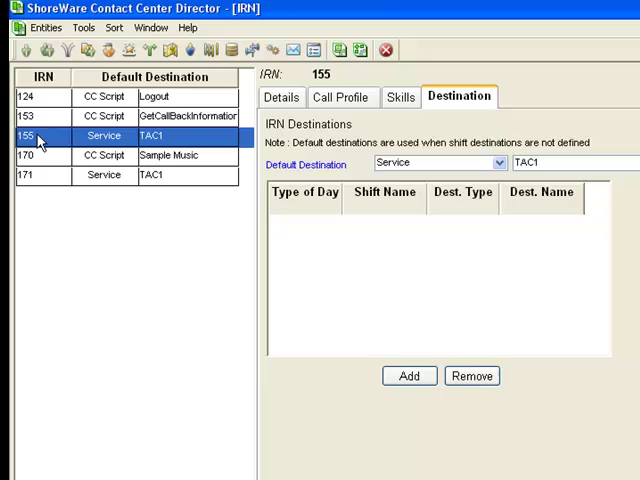 ShoreWare Contact Center Director - [IRN]
Entities Tools Sort Window Help
IRN Default Destination
124 CC Script Logout
153 CC Script GetCallBackInformation
155 Service TAC1
170 CC Script Sample Music
171 Service TAC1
IRN: 155
Details Call Profile Skills Destination
IRN Destinations
Note : Default destinations are used when shift destinations are not defined
Default Destination Service TAC1
Type of Day Shift Name Dest. Type Dest. Name
Add Remove